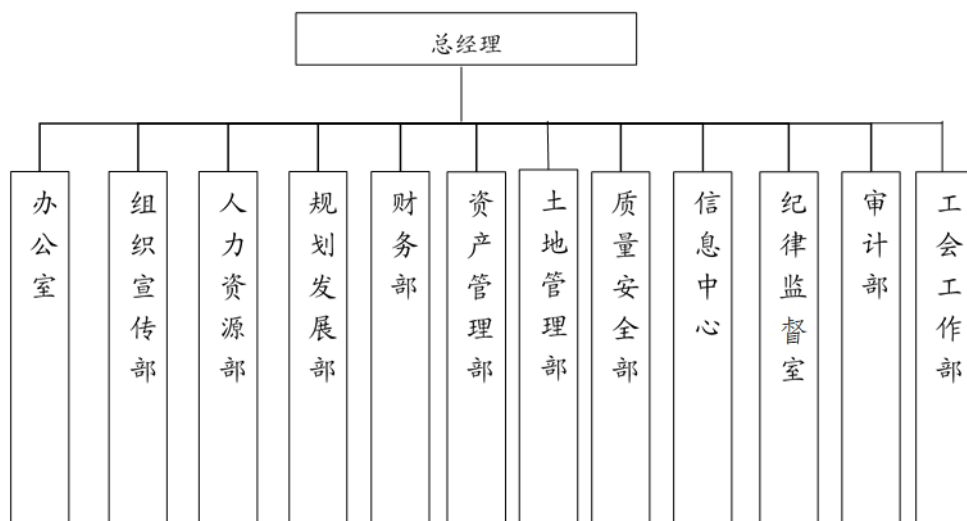 总经理
办公室
组织宣传部
人力资源部
规划发展部
财务部
资产管理部
土地管理部
质量安全部
信息中心
纪律监督室
审计部
工会工作部